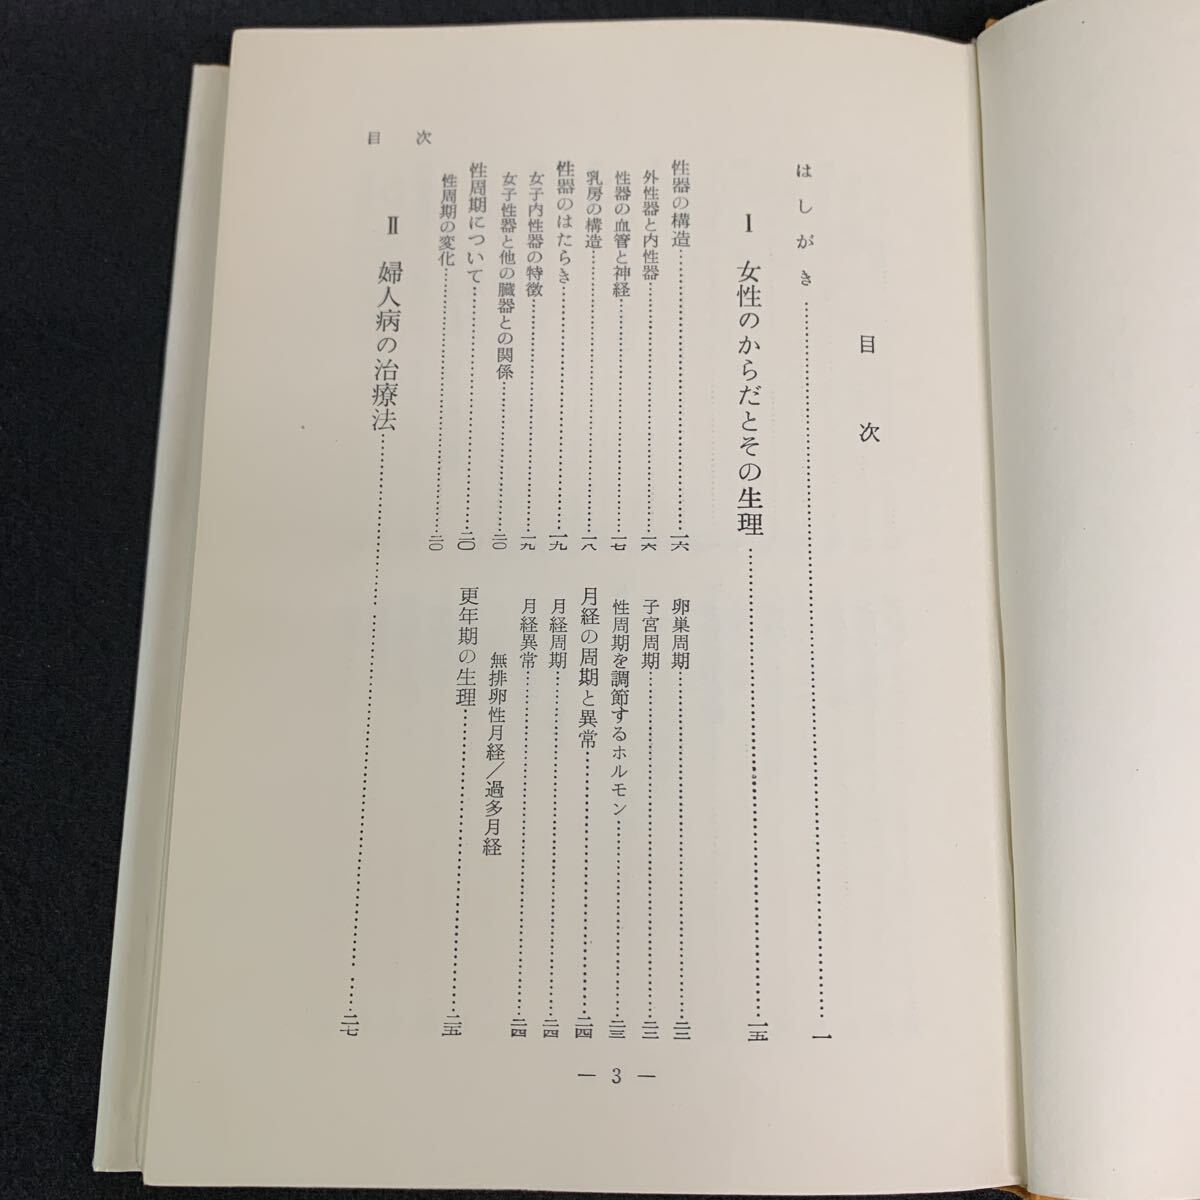 目次
はしがき……一
Ⅰ 女性のからだとその生理……一五
性器の構造……一六
外性器と内性器……一六
性器の血管と神経……一七
乳房の構造……一八
性器のはたらき……一九
女子内性器の特徴……一九
女子性器と他の臓器との関係……二〇
性周期について……二〇
性周期の変化……二〇
卵巣周期……二二
子宮周期……二三
性周期を調節するホルモン……二三
月経の周期と異常……二四
月経周期……二四
月経異常……二四
無排卵性月経／過多月経
更年期の生理……二五
Ⅱ 婦人病の治療法……二七
目次
— 3 —